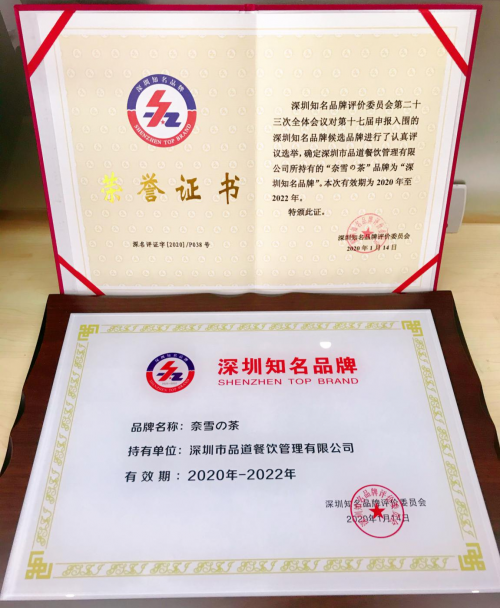 深圳知名品牌
SHENZHEN TOP BRAND
荣誉证书
深名评证字[2020]/P038号
深圳知名品牌评价委员会第二十
三次全体会议对第十七届申报入围的
深圳知名品牌候选品牌进行了认真评
议选举,确定深圳市品道餐饮管理有限
公司所持有的“奈雪の茶”品牌为“深
圳知名品牌”。本次有效期为2020年至
2022年。
特颁此证。
深圳知名品牌评价委员会
2020年1月14日
深圳知名品牌
SHENZHEN TOP BRAND
品牌名称:奈雪の茶
持有单位:深圳市品道餐饮管理有限公司
有效期:2020年-2022年
深圳知名品牌评价委员会
2020年1月14日